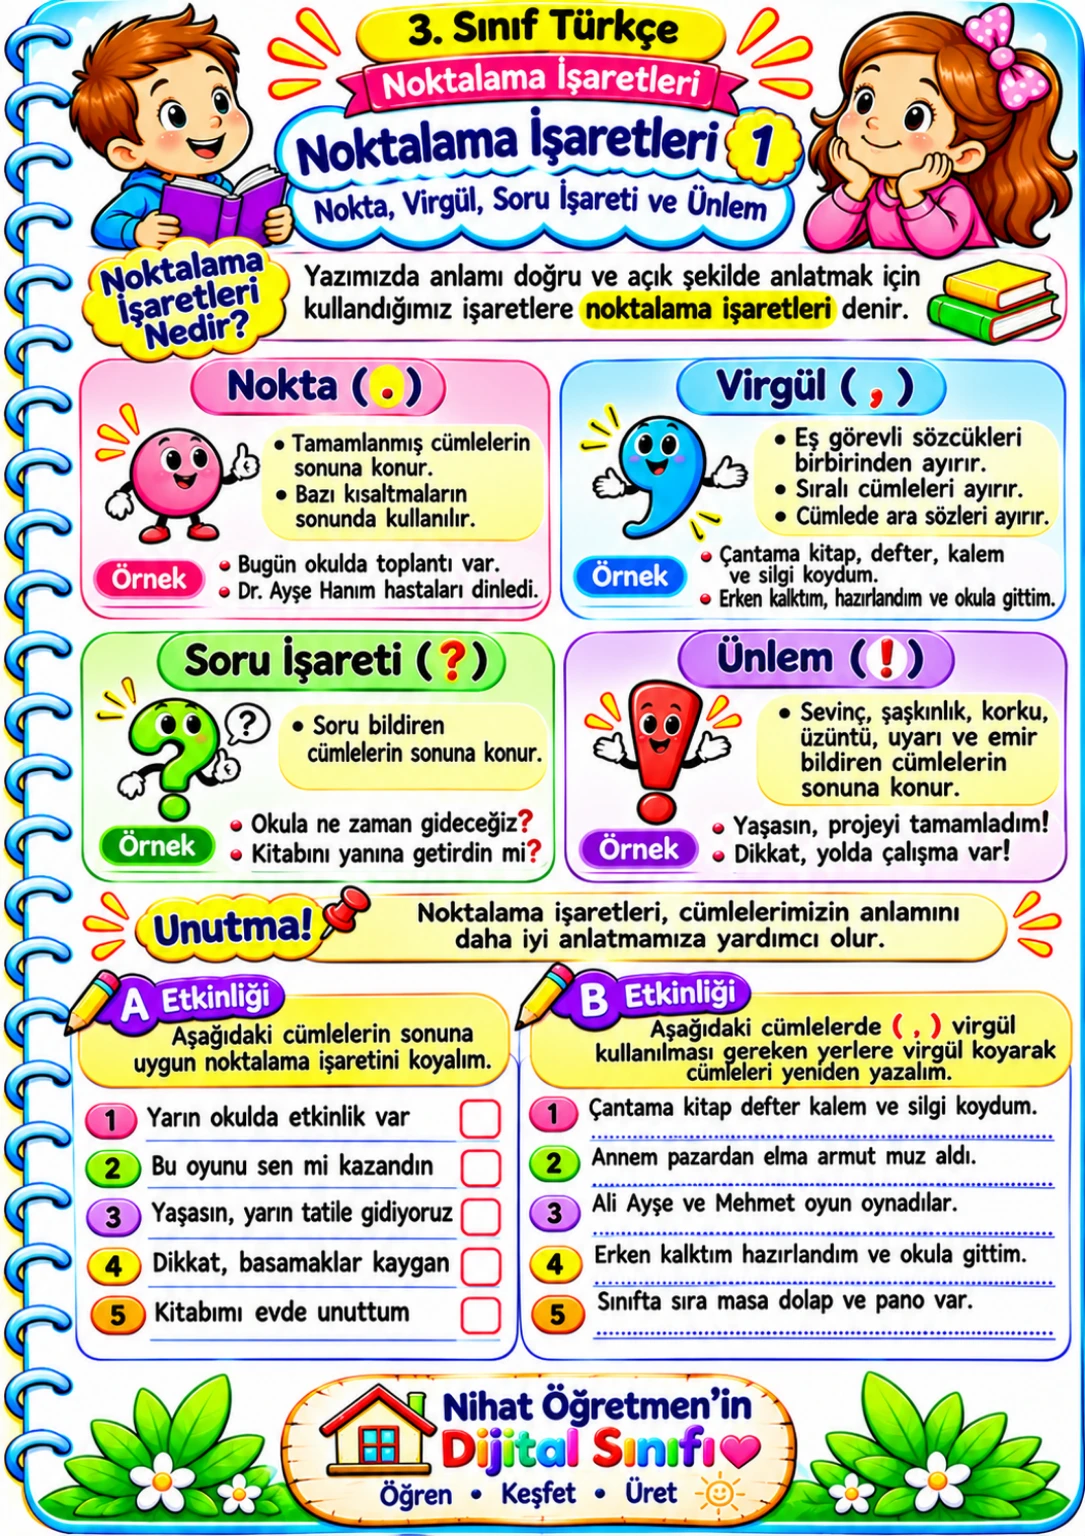 3. Sınıf Türkçe
Noktalama İşaretleri
Noktalama İşaretleri 1
Nokta, Virgül, Soru İşareti ve Ünlem
Noktalama
İşaretleri
Nedir?
Yazımızda anlamı doğru ve açık şekilde anlatmak için
kullandığımız işaretlere noktalama işaretleri denir.
Nokta ( . )
• Tamamlanmış cümlelerin
sonuna konur.
• Bazı kısaltmaların
sonunda kullanılır.
Örnek
• Bugün okulda toplantı var.
• Dr. Ayşe Hanım hastaları dinledi.
Virgül ( , )
• Eş görevli sözcükleri
birbirinden ayırır.
• Sıralı cümleleri ayırır.
• Cümlede ara sözleri ayırır.
Örnek
• Çantama kitap, defter, kalem
ve silgi koydum.
• Erken kalktım, hazırlandım ve okula gittim.
Soru İşareti (?)
?
• Soru bildiren
cümlelerin sonuna konur.
Örnek
• Okula ne zaman gideceğiz?
• Kitabını yanına getirdin mi?
Ünlem (!)
• Sevinç, şaşkınlık, korku,
üzüntü, uyarı ve emir
bildiren cümlelerin
sonuna konur.
Örnek
• Yaşasın, projeyi tamamladım!
• Dikkat, yolda çalışma var!
Unutma!
Noktalama işaretleri, cümlelerimizin anlamını
daha iyi anlatmamıza yardımcı olur.
A Etkinliği
Aşağıdaki cümlelerin sonuna
uygun noktalama işaretini koyalım.
1 Yarın okulda etkinlik var
2 Bu oyunu sen mi kazandın
3 Yaşasın, yarın tatile gidiyoruz
4 Dikkat, basamaklar kaygan
5 Kitabımı evde unuttum
B Etkinliği
Aşağıdaki cümlelerde ( , ) virgül
kullanılması gereken yerlere virgül koyarak
cümleleri yeniden yazalım.
1 Çantama kitap defter kalem ve silgi koydum.
2 Annem pazardan elma armut muz aldı.
3 Ali Ayşe ve Mehmet oyun oynadılar.
4 Erken kalktım hazırlandım ve okula gittim.
5 Sınıfta sıra masa dolap ve pano var.
Nihat Öğretmen'in
Dijital Sınıfı
Öğren • Keşfet • Üret